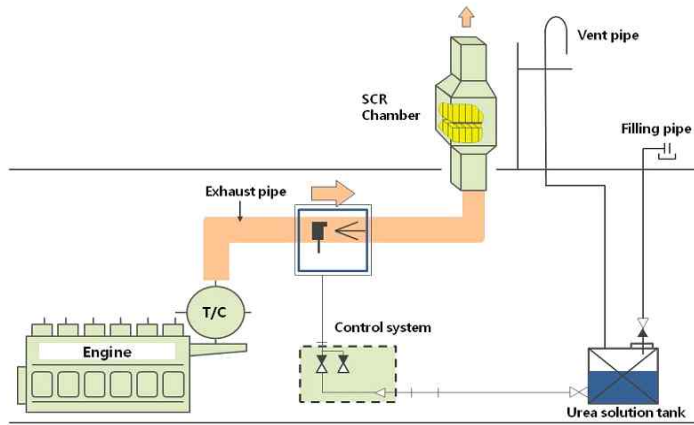 Vent pipe
SCR
Chamber
Filling pipe
Exhaust pipe
T/C
Control system
Engine
Urea solution tank